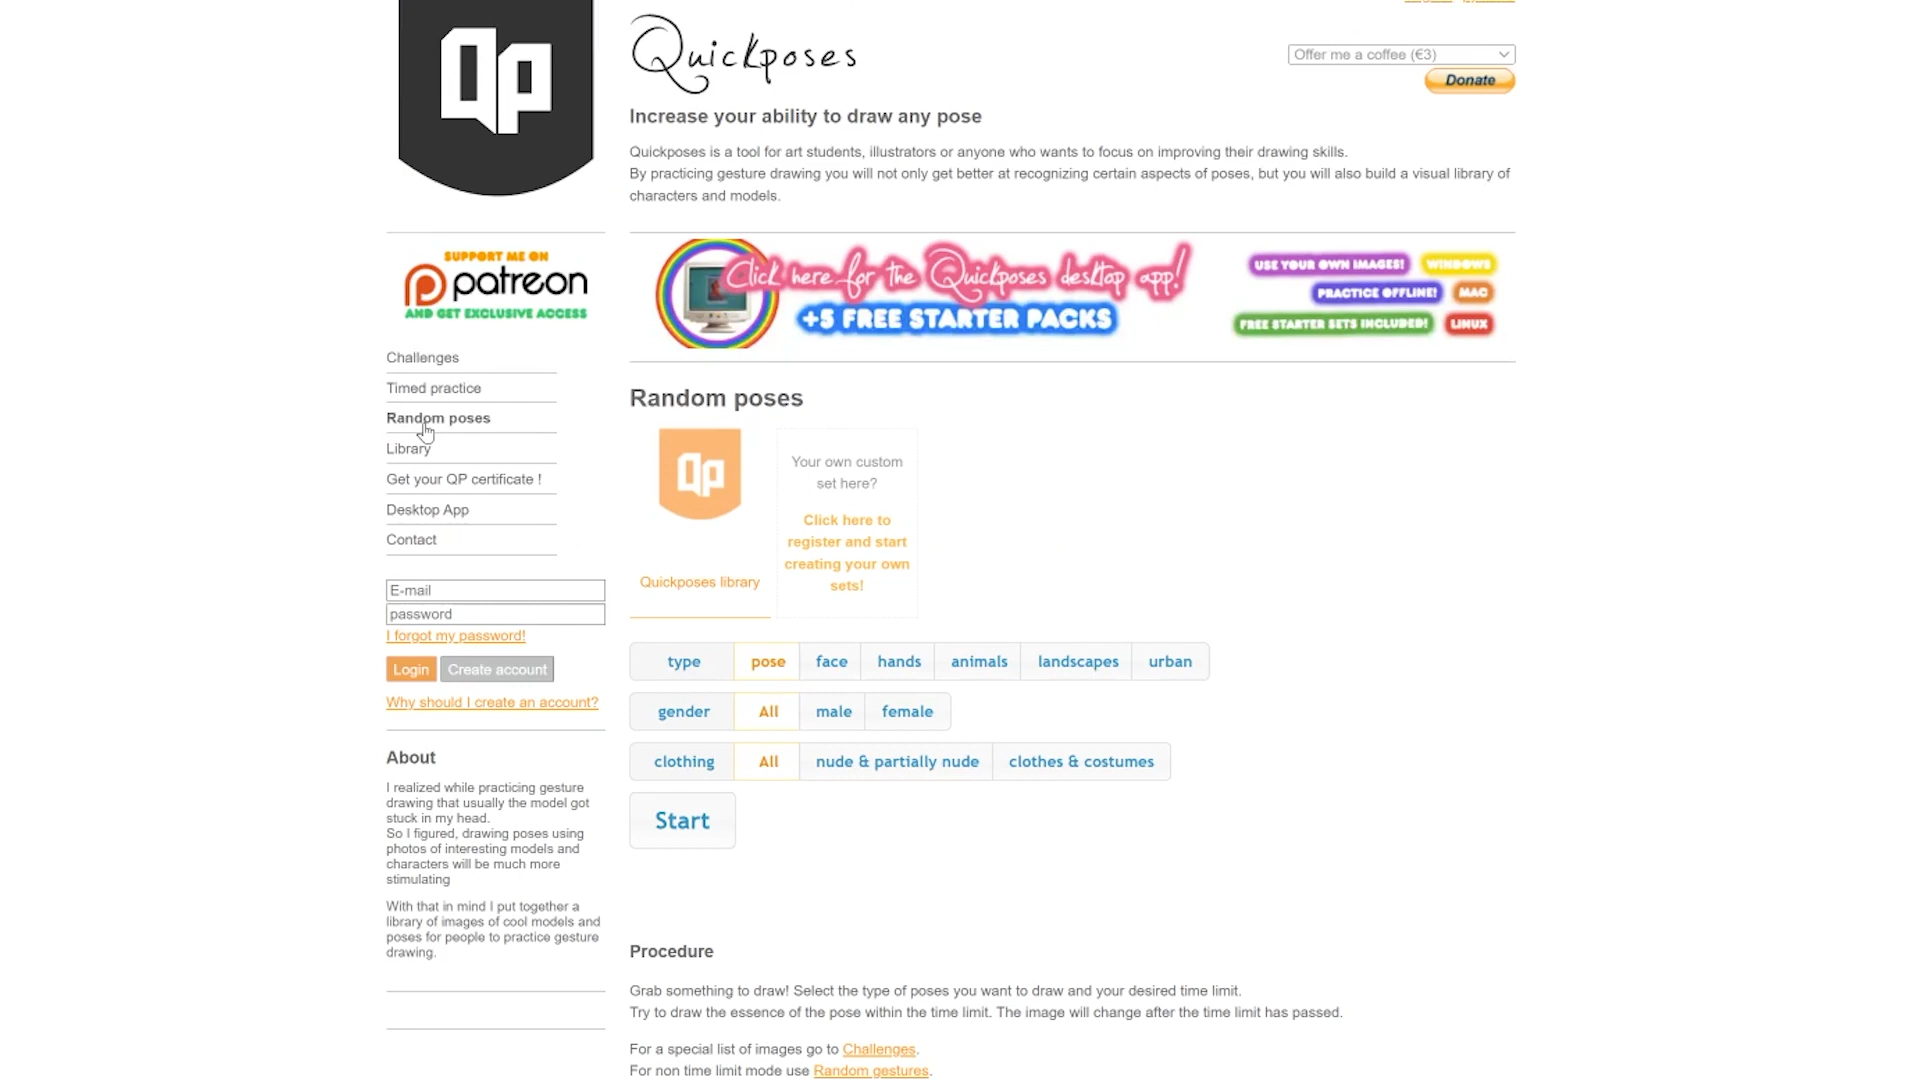 QP
Quickposes
Offer me a coffee (€3)
Donate
Increase your ability to draw any pose
Quickposes is a tool for art students, illustrators or anyone who wants to focus on improving their drawing skills.
By practicing gesture drawing you will not only get better at recognizing certain aspects of poses, but you will also build a visual library of
characters and models.
SUPPORT ME ON
patreon
AND GET EXCLUSIVE ACCESS
Click here for the Quickposes desktop app!
+5 FREE STARTER PACKS
USE YOUR OWN IMAGES! WINDOWS
PRACTICE OFFLINE! MAC
FREE STARTER SETS INCLUDED! LINUX
Challenges
Timed practice
Random poses
Library
Get your QP certificate !
Desktop App
Contact
E-mail
password
I forgot my password!
Login Create account
Why should I create an account?
About
I realized while practicing gesture
drawing that usually the model got
stuck in my head.
So I figured, drawing poses using
photos of interesting models and
characters will be much more
stimulating
With that in mind I put together a
library of images of cool models and
poses for people to practice gesture
drawing.
Random poses
QP
Quickposes library
Your own custom
set here?
Click here to
register and start
creating your own
sets!
type pose face hands animals landscapes urban
gender All male female
clothing All nude & partially nude clothes & costumes
Start
Procedure
Grab something to draw! Select the type of poses you want to draw and your desired time limit.
Try to draw the essence of the pose within the time limit. The image will change after the time limit has passed.
For a special list of images go to Challenges.
For non time limit mode use Random gestures.